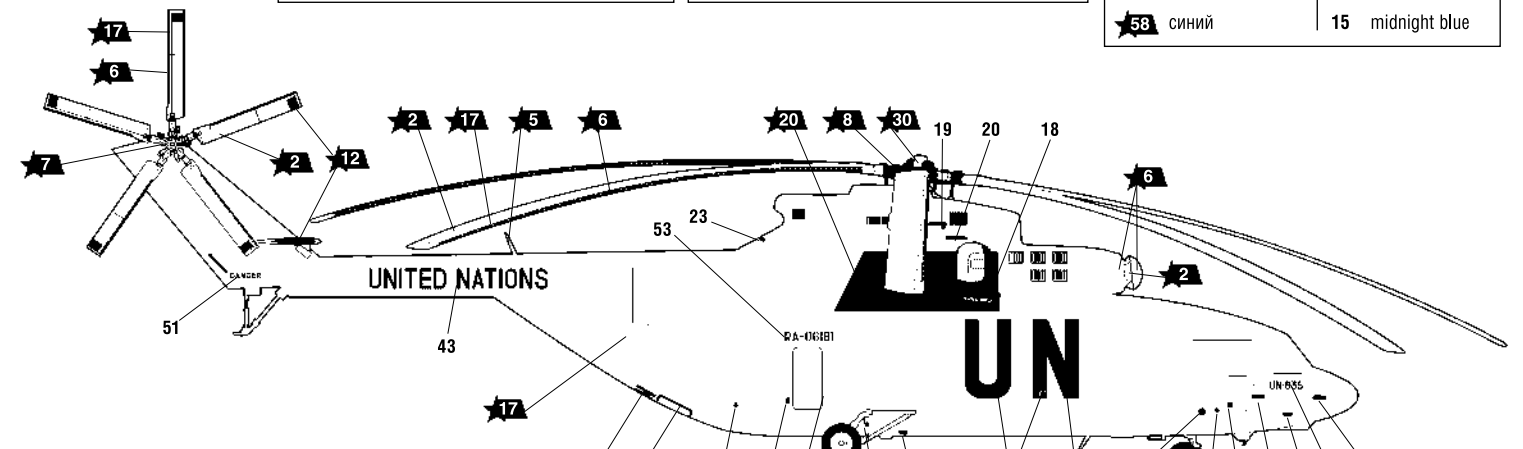 58 синий 15 midnight blue
17
6
2 17 5 6 20 8 30 19 20 18
7 2 12 6
23
53
DANGER UNITED NATIONS 2
51
43 RA-06181
UN
17 UN-835